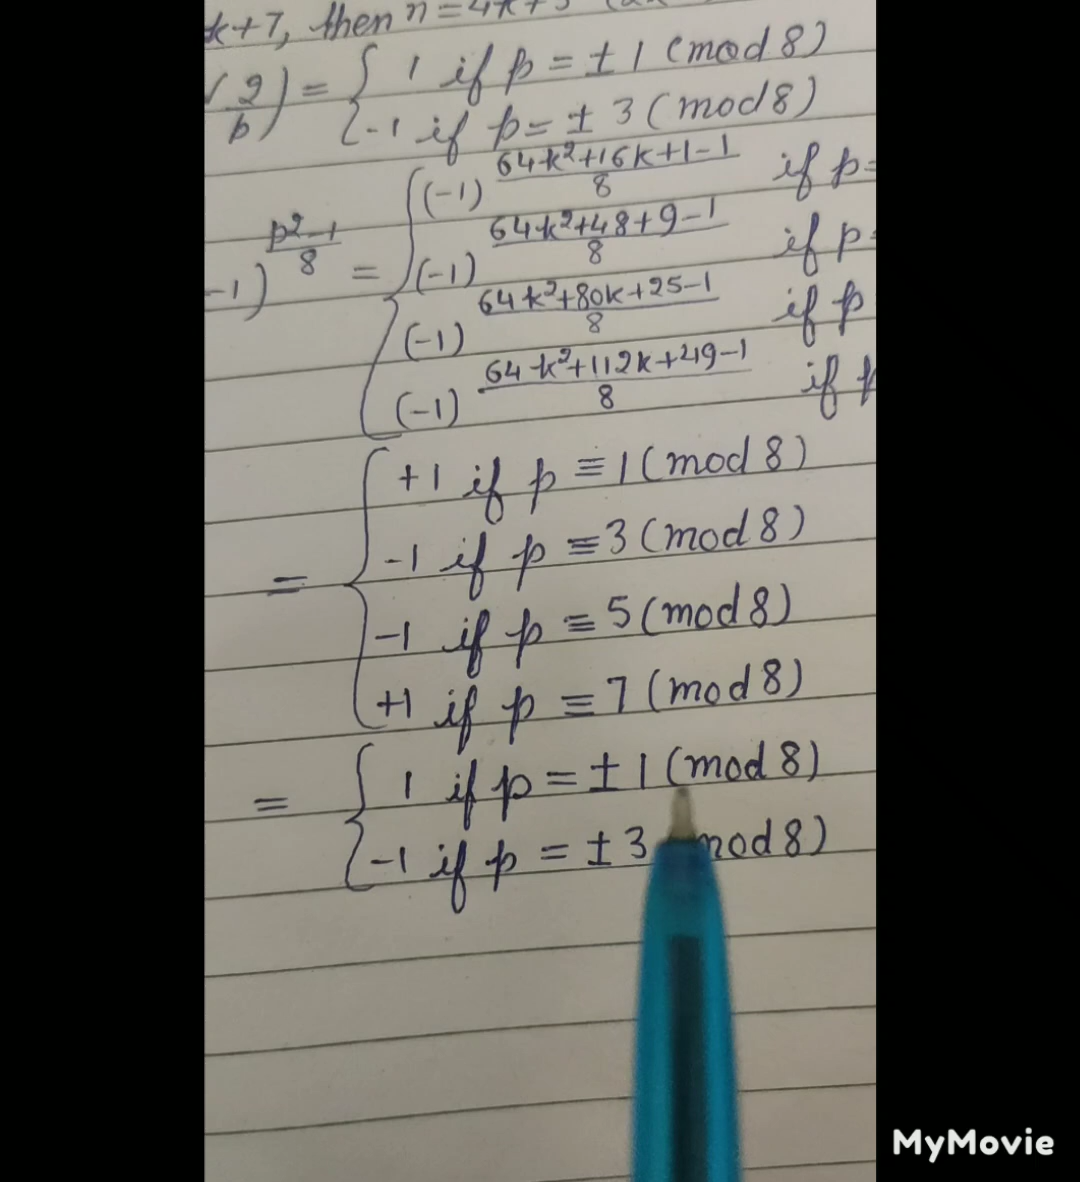 k+7, then n=4k+3
(2/p) = { 1 if p = ± 1 (mod 8)
{ -1 if p = ± 3 (mod 8)
-1)^((p²-1)/8) = { (-1)^((64k²+16k+1-1)/8) if p=
(-1)^((64k²+48+9-1)/8) if p=
(-1)^((64k²+80k+25-1)/8) if p
(-1)^((64k²+112k+49-1)/8) if p
= { +1 if p ≡ 1 (mod 8)
-1 if p ≡ 3 (mod 8)
-1 if p ≡ 5 (mod 8)
+1 if p ≡ 7 (mod 8)
= { 1 if p = ± 1 (mod 8)
{ -1 if p = ± 3 mod 8)
MyMovie